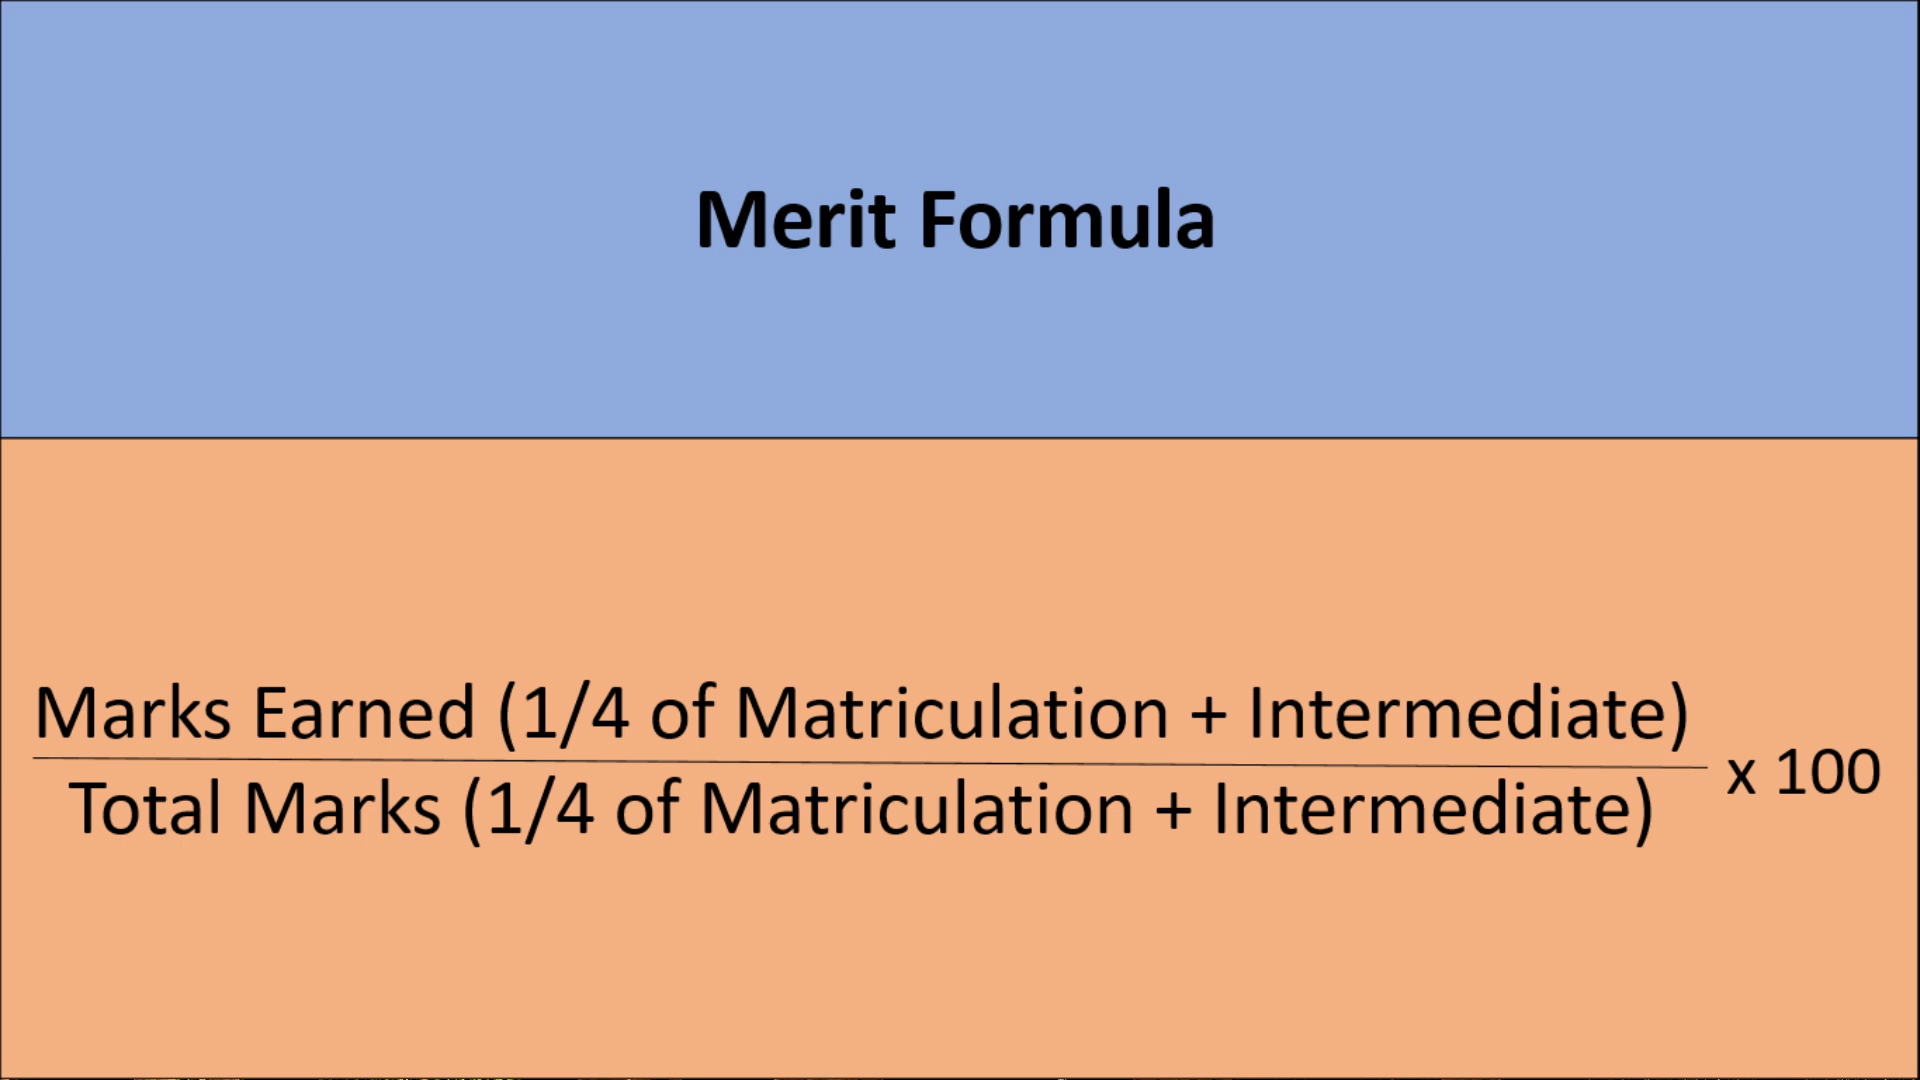 Merit Formula
Marks Earned (1/4 of Matriculation + Intermediate)
Total Marks (1/4 of Matriculation + Intermediate)
x 100